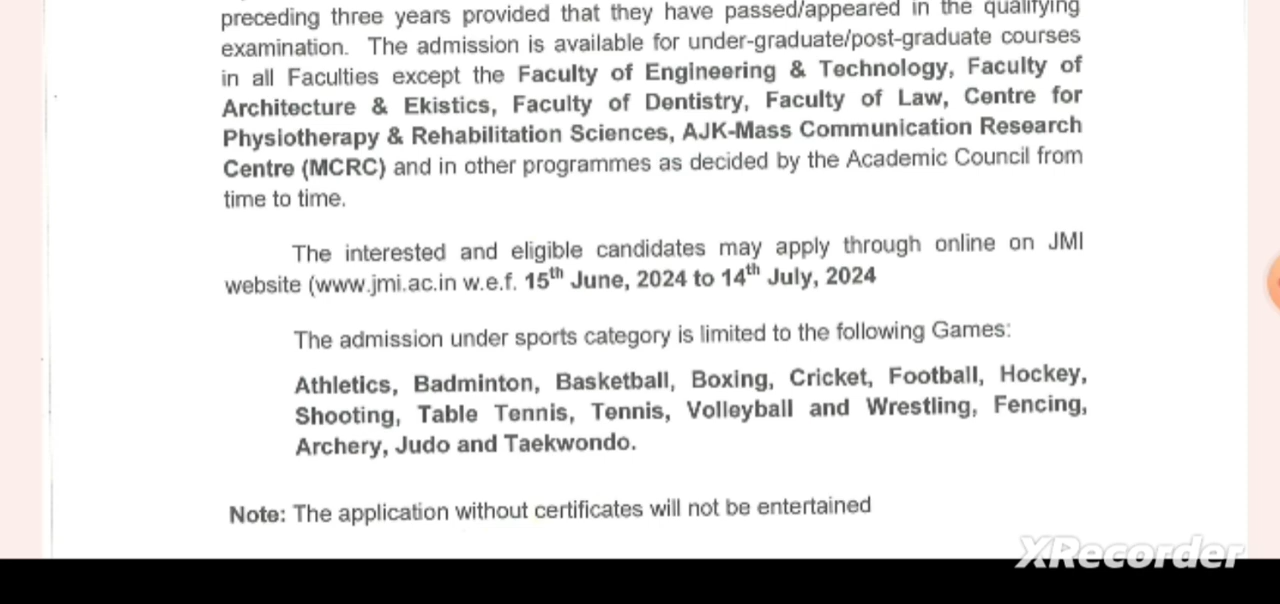 preceding three years provided that they have passed/appeared in the qualifying
examination. The admission is available for under-graduate/post-graduate courses
in all Faculties except the Faculty of Engineering & Technology, Faculty of
Architecture & Ekistics, Faculty of Dentistry, Faculty of Law, Centre for
Physiotherapy & Rehabilitation Sciences, AJK-Mass Communication Research
Centre (MCRC) and in other programmes as decided by the Academic Council from
time to time.
The interested and eligible candidates may apply through online on JMI
website (www.jmi.ac.in w.e.f. 15th June, 2024 to 14th July, 2024
The admission under sports category is limited to the following Games:
Athletics, Badminton, Basketball, Boxing, Cricket, Football, Hockey,
Shooting, Table Tennis, Tennis, Volleyball and Wrestling, Fencing,
Archery, Judo and Taekwondo.
Note: The application without certificates will not be entertained
XRecorder